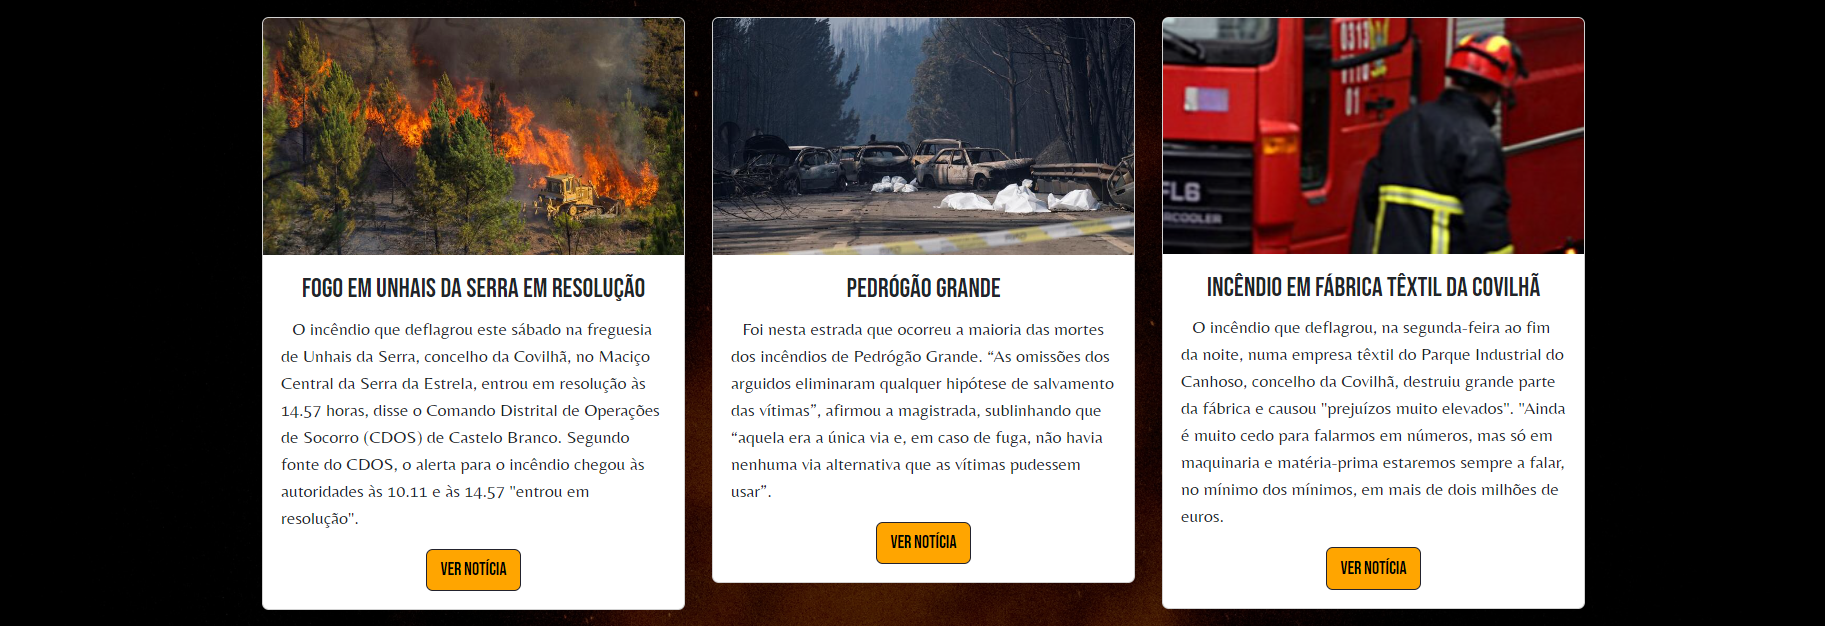 0313
01
FL6
FOGO EM UNHAIS DA SERRA EM RESOLUÇÃO
O incêndio que deflagrou este sábado na freguesia
de Unhais da Serra, concelho da Covilhã, no Maciço
Central da Serra da Estrela, entrou em resolução às
14.57 horas, disse o Comando Distrital de Operações
de Socorro (CDOS) de Castelo Branco. Segundo
fonte do CDOS, o alerta para o incêndio chegou às
autoridades às 10.11 e às 14.57 "entrou em
resolução".
VER NOTÍCIA
PEDRÓGÃO GRANDE
Foi nesta estrada que ocorreu a maioria das mortes
dos incêndios de Pedrógão Grande. “As omissões dos
arguidos eliminaram qualquer hipótese de salvamento
das vítimas”, afirmou a magistrada, sublinhando que
“aquela era a única via e, em caso de fuga, não havia
nenhuma via alternativa que as vítimas pudessem
usar”.
VER NOTÍCIA
INCÊNDIO EM FÁBRICA TÊXTIL DA COVILHÃ
O incêndio que deflagrou, na segunda-feira ao fim
da noite, numa empresa têxtil do Parque Industrial do
Canhoso, concelho da Covilhã, destruiu grande parte
da fábrica e causou "prejuízos muito elevados". "Ainda
é muito cedo para falarmos em números, mas só em
maquinaria e matéria-prima estaremos sempre a falar,
no mínimo dos mínimos, em mais de dois milhões de
euros.
VER NOTÍCIA